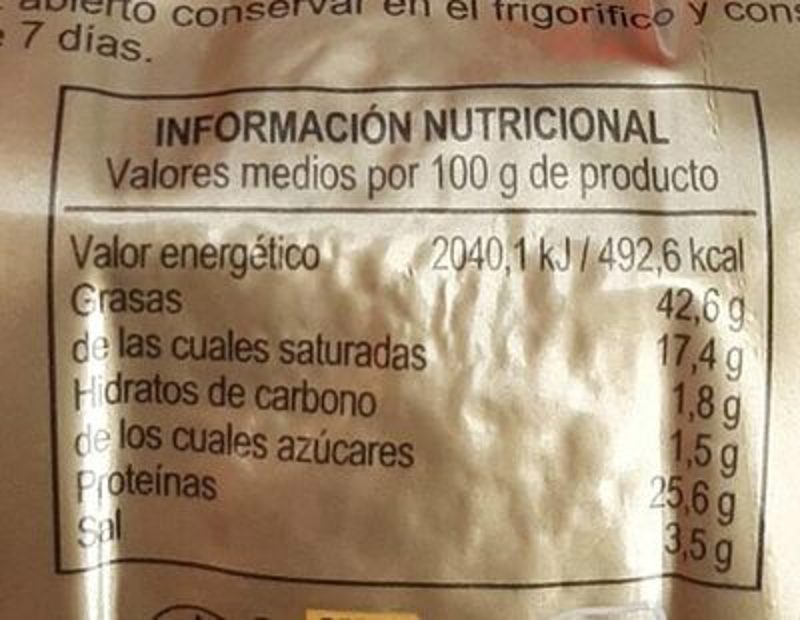 abierto conservar en el frigorífico y cons
e 7 días.
INFORMACIÓN NUTRICIONAL
Valores medios por 100 g de producto
Valor energético 2040,1 kJ / 492,6 kcal
Grasas 42,6 g
de las cuales saturadas 17,4 g
Hidratos de carbono 1,8 g
de los cuales azúcares 1,5 g
Proteínas 25,6 g
Sal 3,5 g